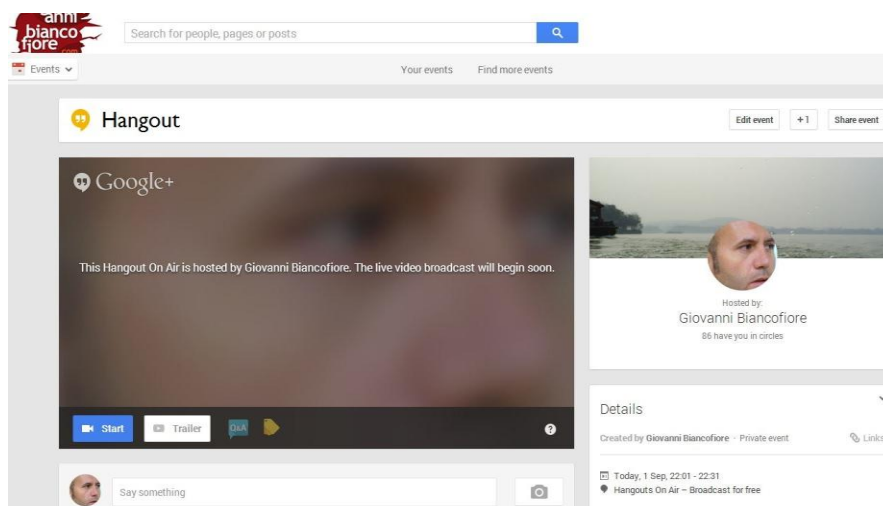 anni
bianco
fiore
.com
Search for people, pages or posts
Events
Your events
Find more events
Hangout
Edit event
+1
Share event
Google+
This Hangout On Air is hosted by Giovanni Biancofiore. The live video broadcast will begin soon.
Start
Trailer
Q&A
?
Hosted by:
Giovanni Biancofiore
86 have you in circles
Details
Created by Giovanni Biancofiore · Private event
Links
Today, 1 Sep, 22:01 - 22:31
Hangouts On Air – Broadcast for free
Say something